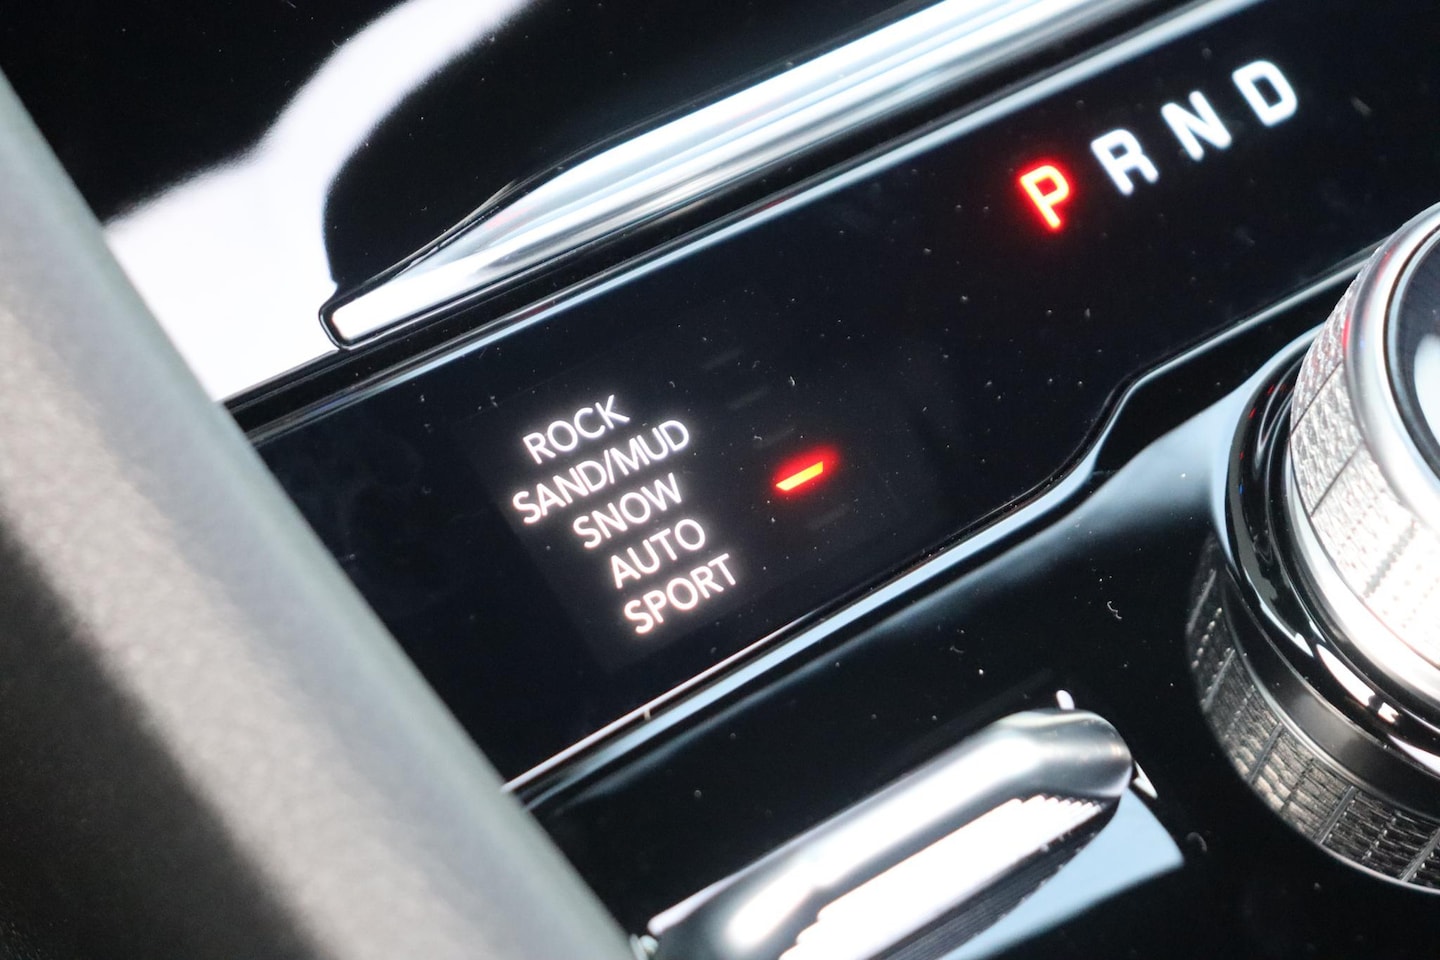 P R N D
ROCK
SAND/MUD
SNOW
AUTO
SPORT